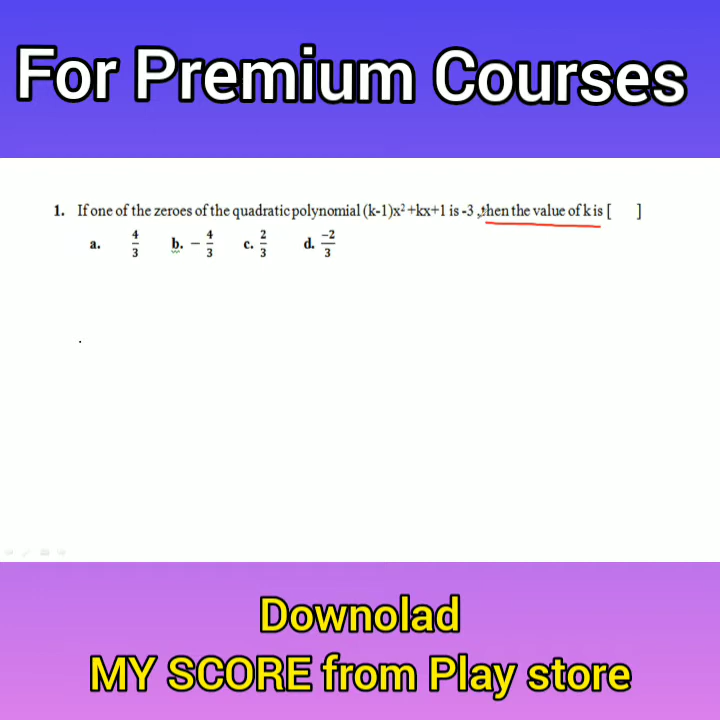 For Premium Courses
1. If one of the zeroes of the quadratic polynomial (k-1)x²+kx+1 is -3 ,then the value of k is [ ]
a. 4/3 b. − 4/3 c. 2/3 d. −2/3
Downolad
MY SCORE from Play store